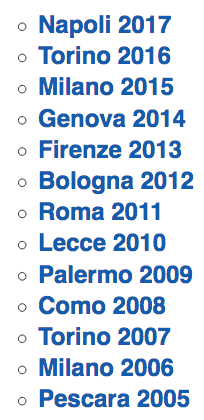 Napoli 2017
Torino 2016
Milano 2015
Genova 2014
Firenze 2013
Bologna 2012
Roma 2011
Lecce 2010
Palermo 2009
Como 2008
Torino 2007
Milano 2006
Pescara 2005